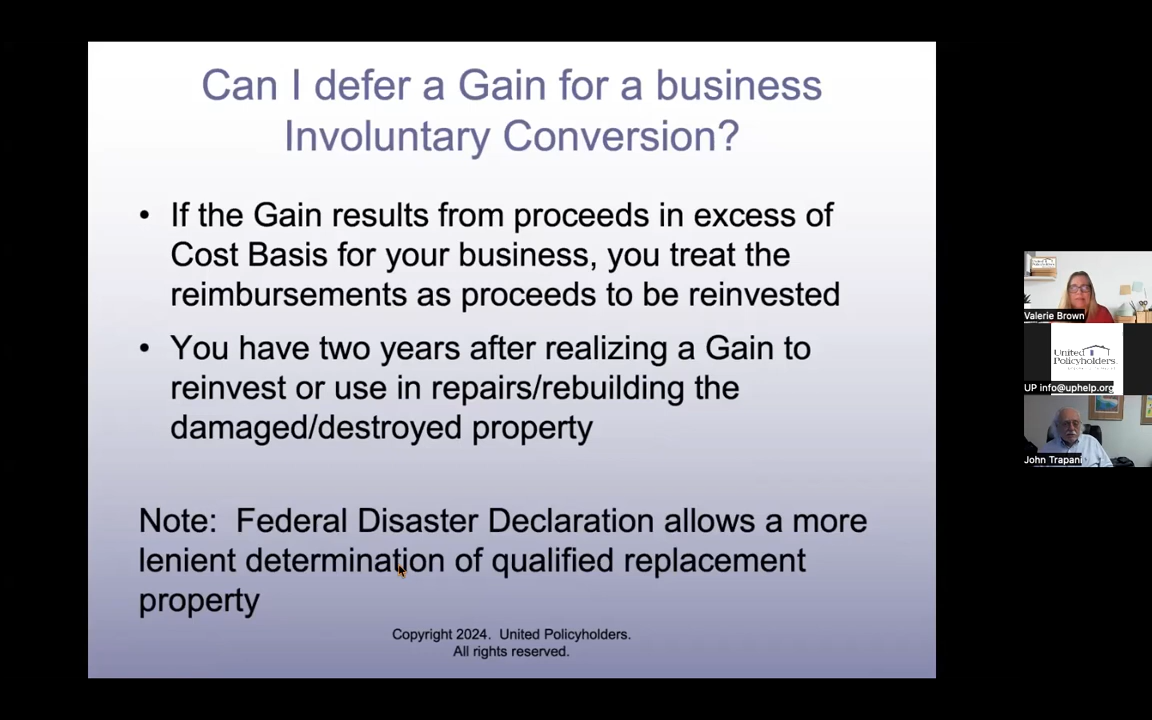 Can I defer a Gain for a business
Involuntary Conversion?
• If the Gain results from proceeds in excess of
Cost Basis for your business, you treat the
reimbursements as proceeds to be reinvested
• You have two years after realizing a Gain to
reinvest or use in repairs/rebuilding the
damaged/destroyed property
Note: Federal Disaster Declaration allows a more
lenient determination of qualified replacement
property
Copyright 2024. United Policyholders.
All rights reserved.
Valerie Brown
United
Policyholders
UP info@uphelp.org
John Trapani